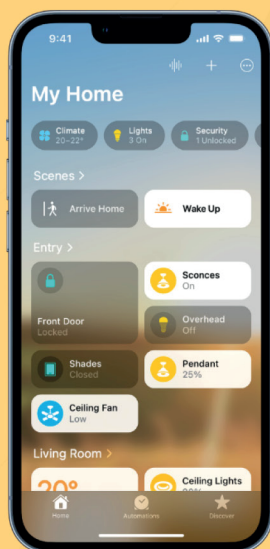 9:41
My Home
Climate
20–22°
Lights
3 On
Security
1 Unlocked
Scenes >
Arrive Home
Wake Up
Entry >
Front Door
Locked
Sconces
On
Overhead
Off
Shades
Closed
Pendant
25%
Ceiling Fan
Low
Living Room >
20°
Ceiling Lights
Home
Automations
Discover